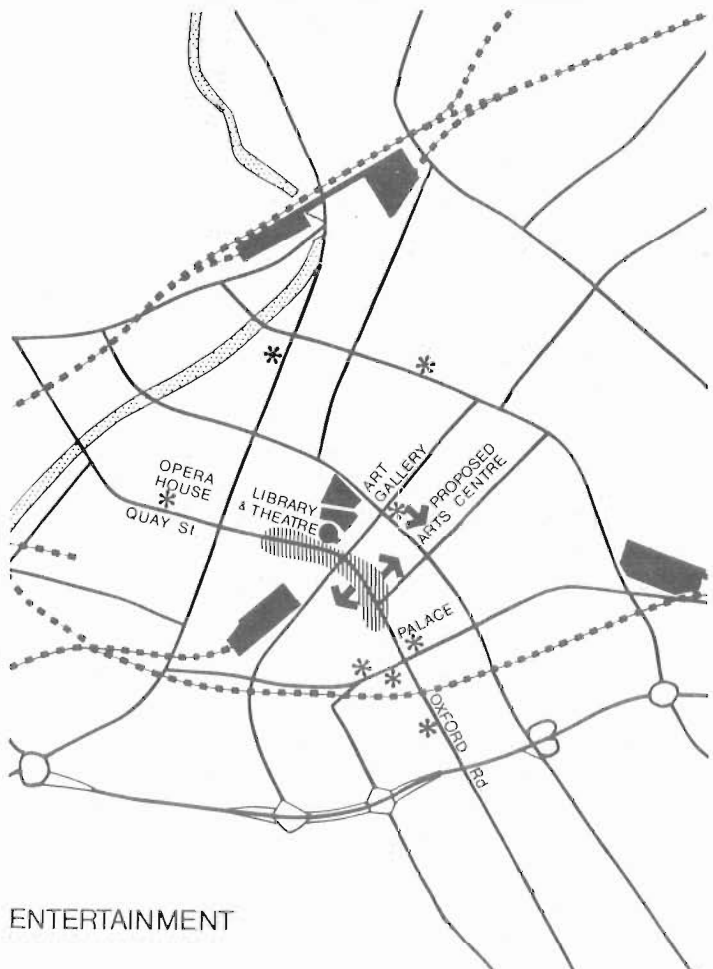 OPERA
HOUSE
QUAY St
LIBRARY
& THEATRE
ART
GALLERY
PROPOSED
ARTS CENTRE
PALACE
OXFORD Rd
ENTERTAINMENT